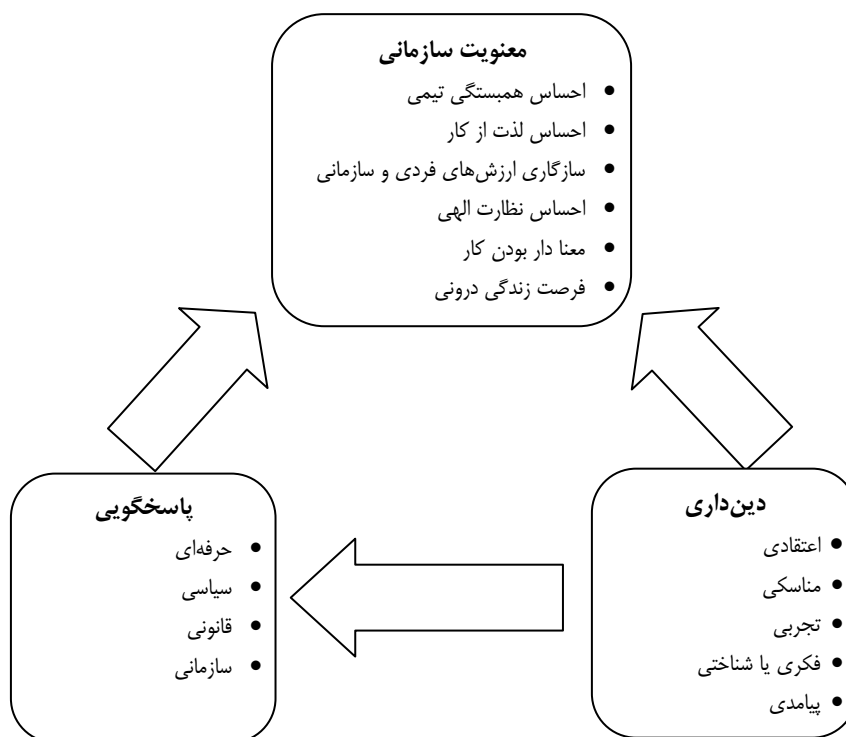 معنویت سازمانی
• احساس همبستگی تیمی
• احساس لذت از کار
• سازگاری ارزش‌های فردی و سازمانی
• احساس نظارت الهی
• معنا دار بودن کار
• فرصت زندگی درونی
دین‌داری
• اعتقادی
• مناسکی
• تجربی
• فکری یا شناختی
• پیامدی
پاسخگویی
• حرفه‌ای
• سیاسی
• قانونی
• سازمانی